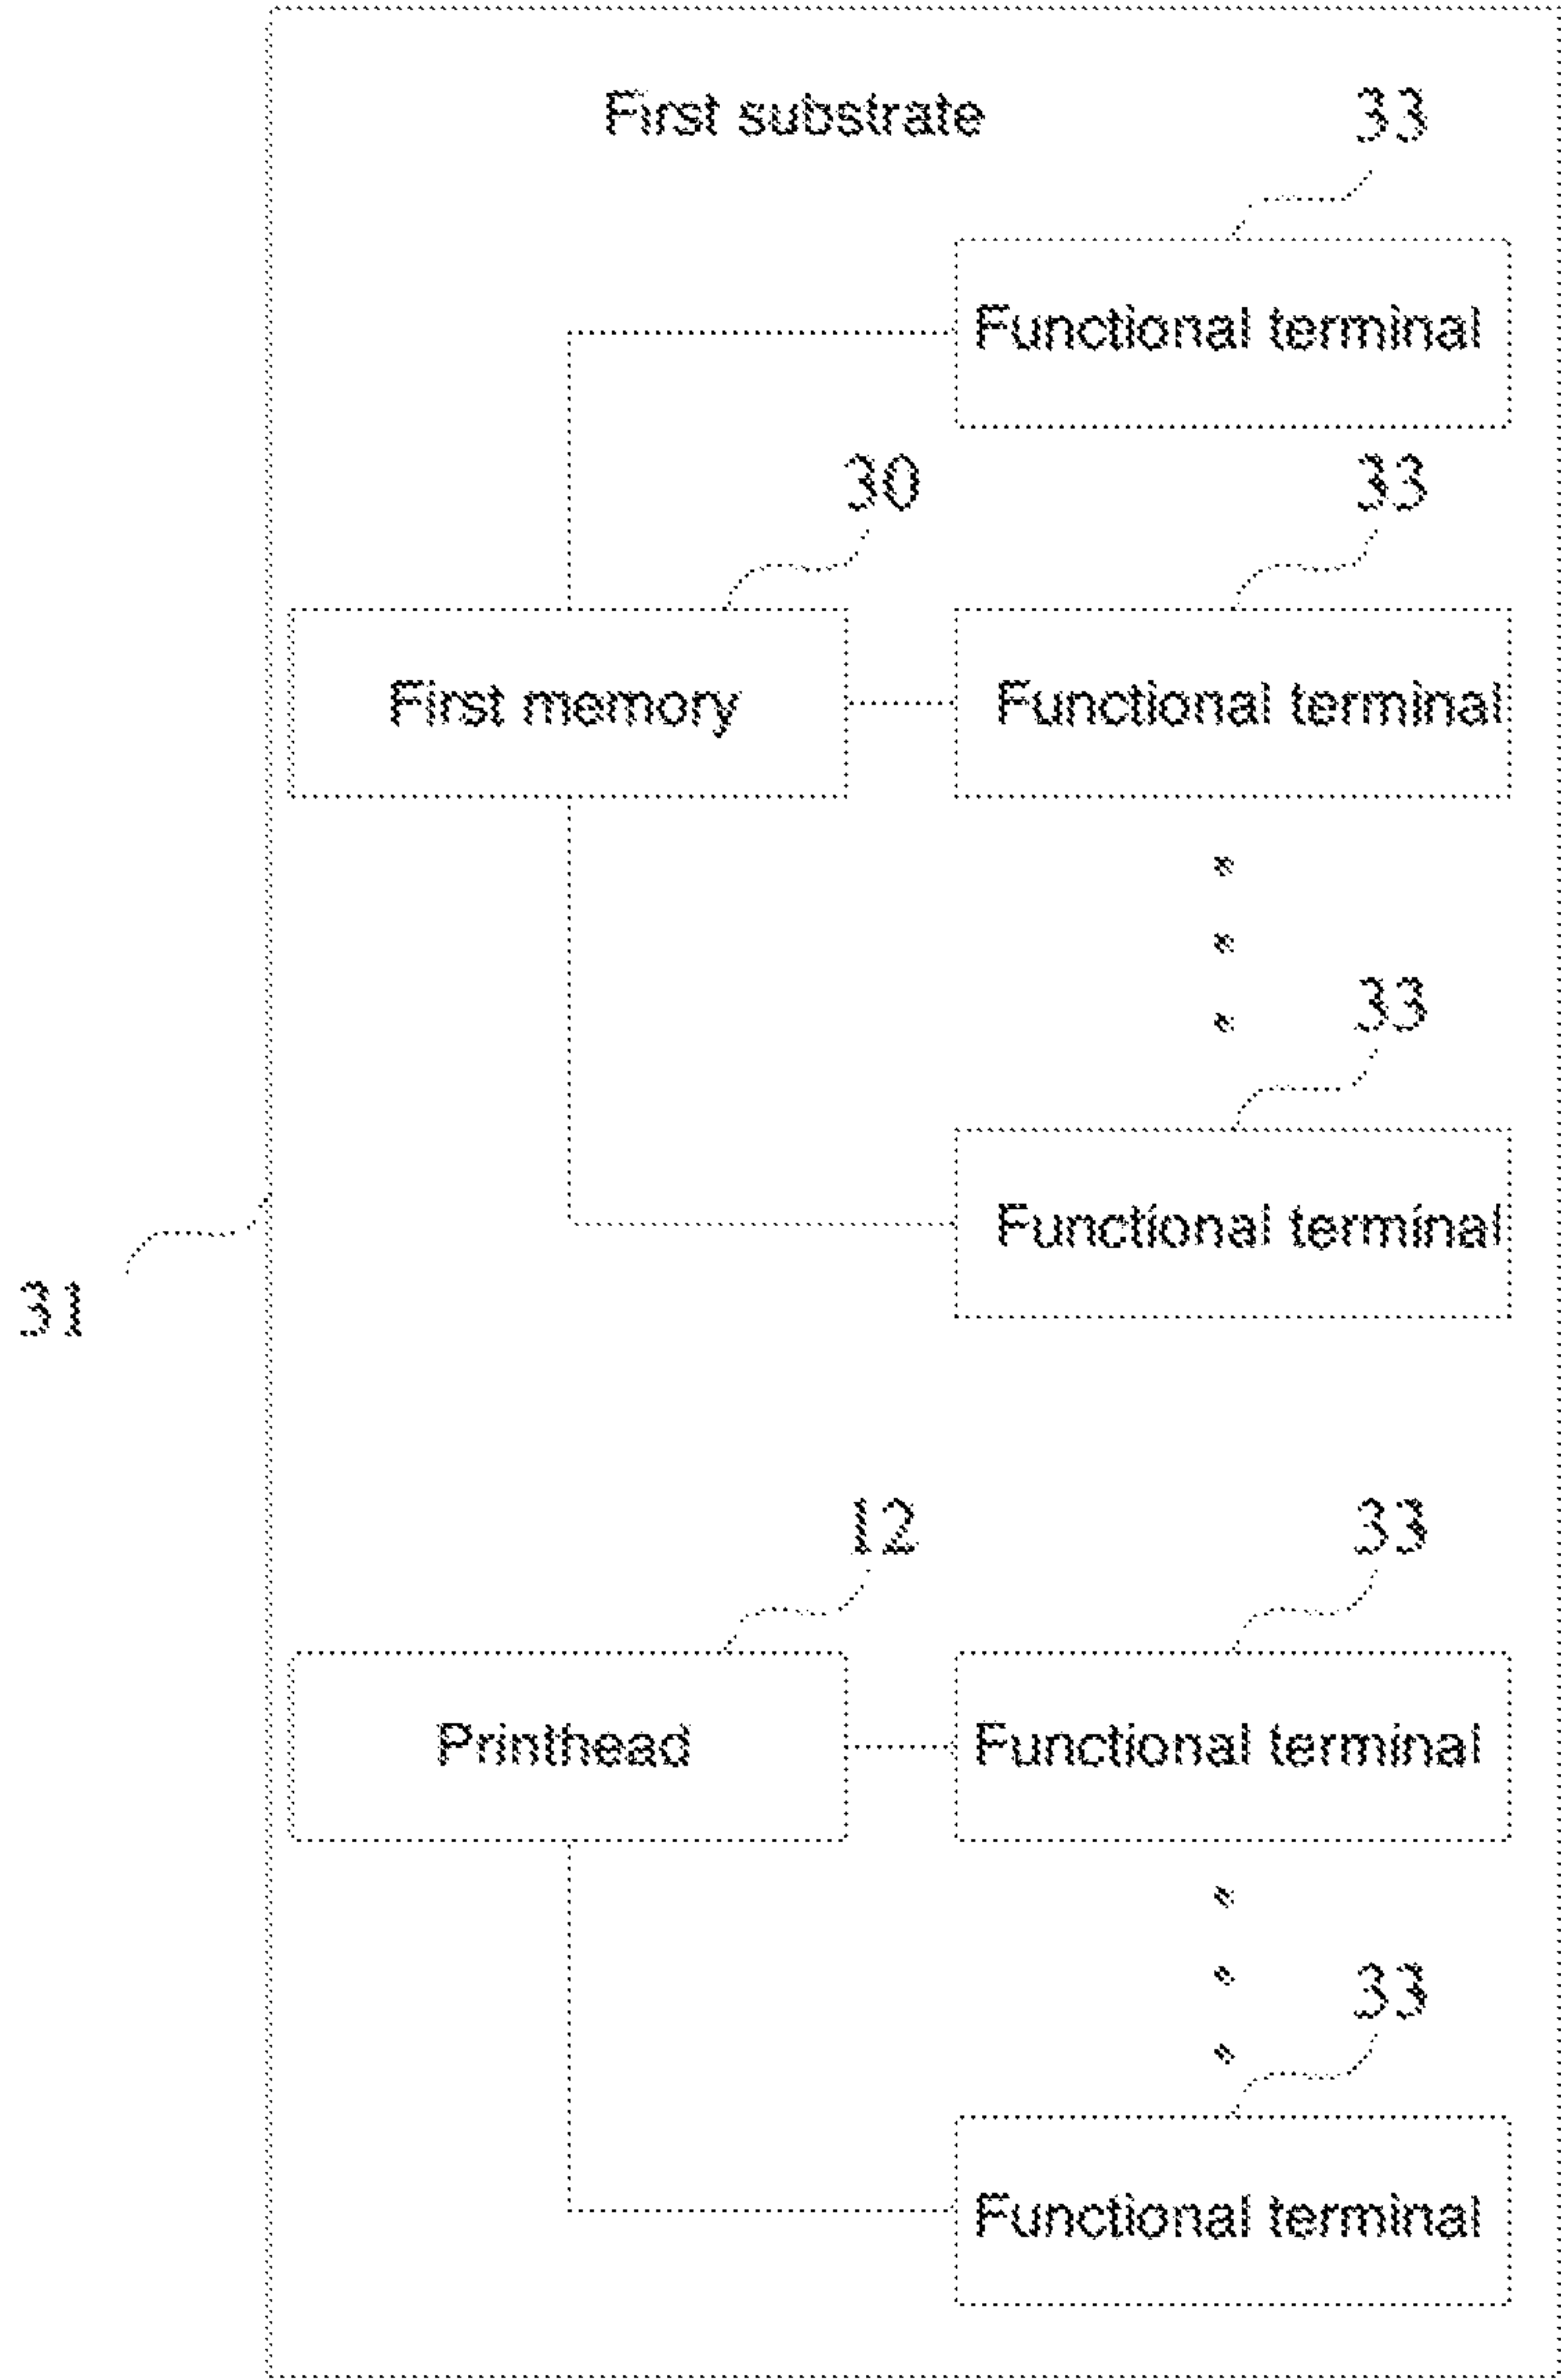 First substrate
33
Functional terminal
30
33
First memory
Functional terminal
33
Functional terminal
31
12
33
Printhead
Functional terminal
33
Functional terminal